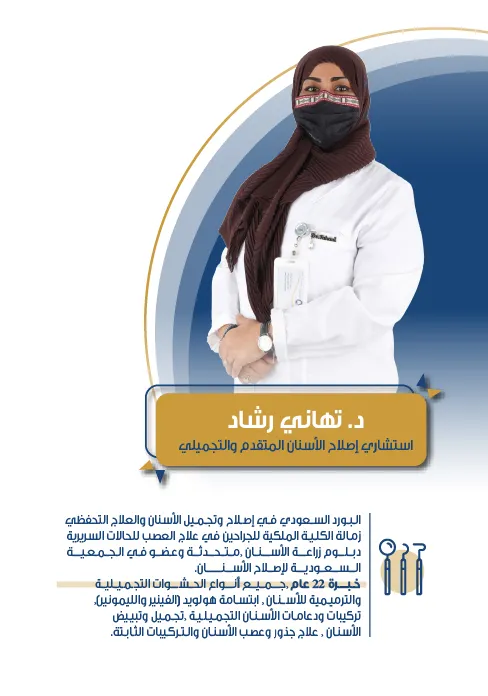 د. تهاني رشاد
استشاري إصلاح الأسنان المتقدم والتجميلي
البورد السعودي في إصلاح وتجميل الأسنان والعلاج التحفظي
زمالة الكلية الملكية للجراحين في علاج العصب للحالات السريرية
دبلوم زراعة الأسنان ,متحدثة وعضو في الجمعية
السعودية لإصلاح الأسنان.
خبرة 22 عام ,جميع أنواع الحشوات التجميلية
والترميمية للأسنان , ابتسامة هوليود (الفينير واللومينير),
تركيبات ودعامات الأسنان التجميلية ,تجميل وتبييض
الأسنان , علاج جذور وعصب الأسنان والتركيبات الثابتة.